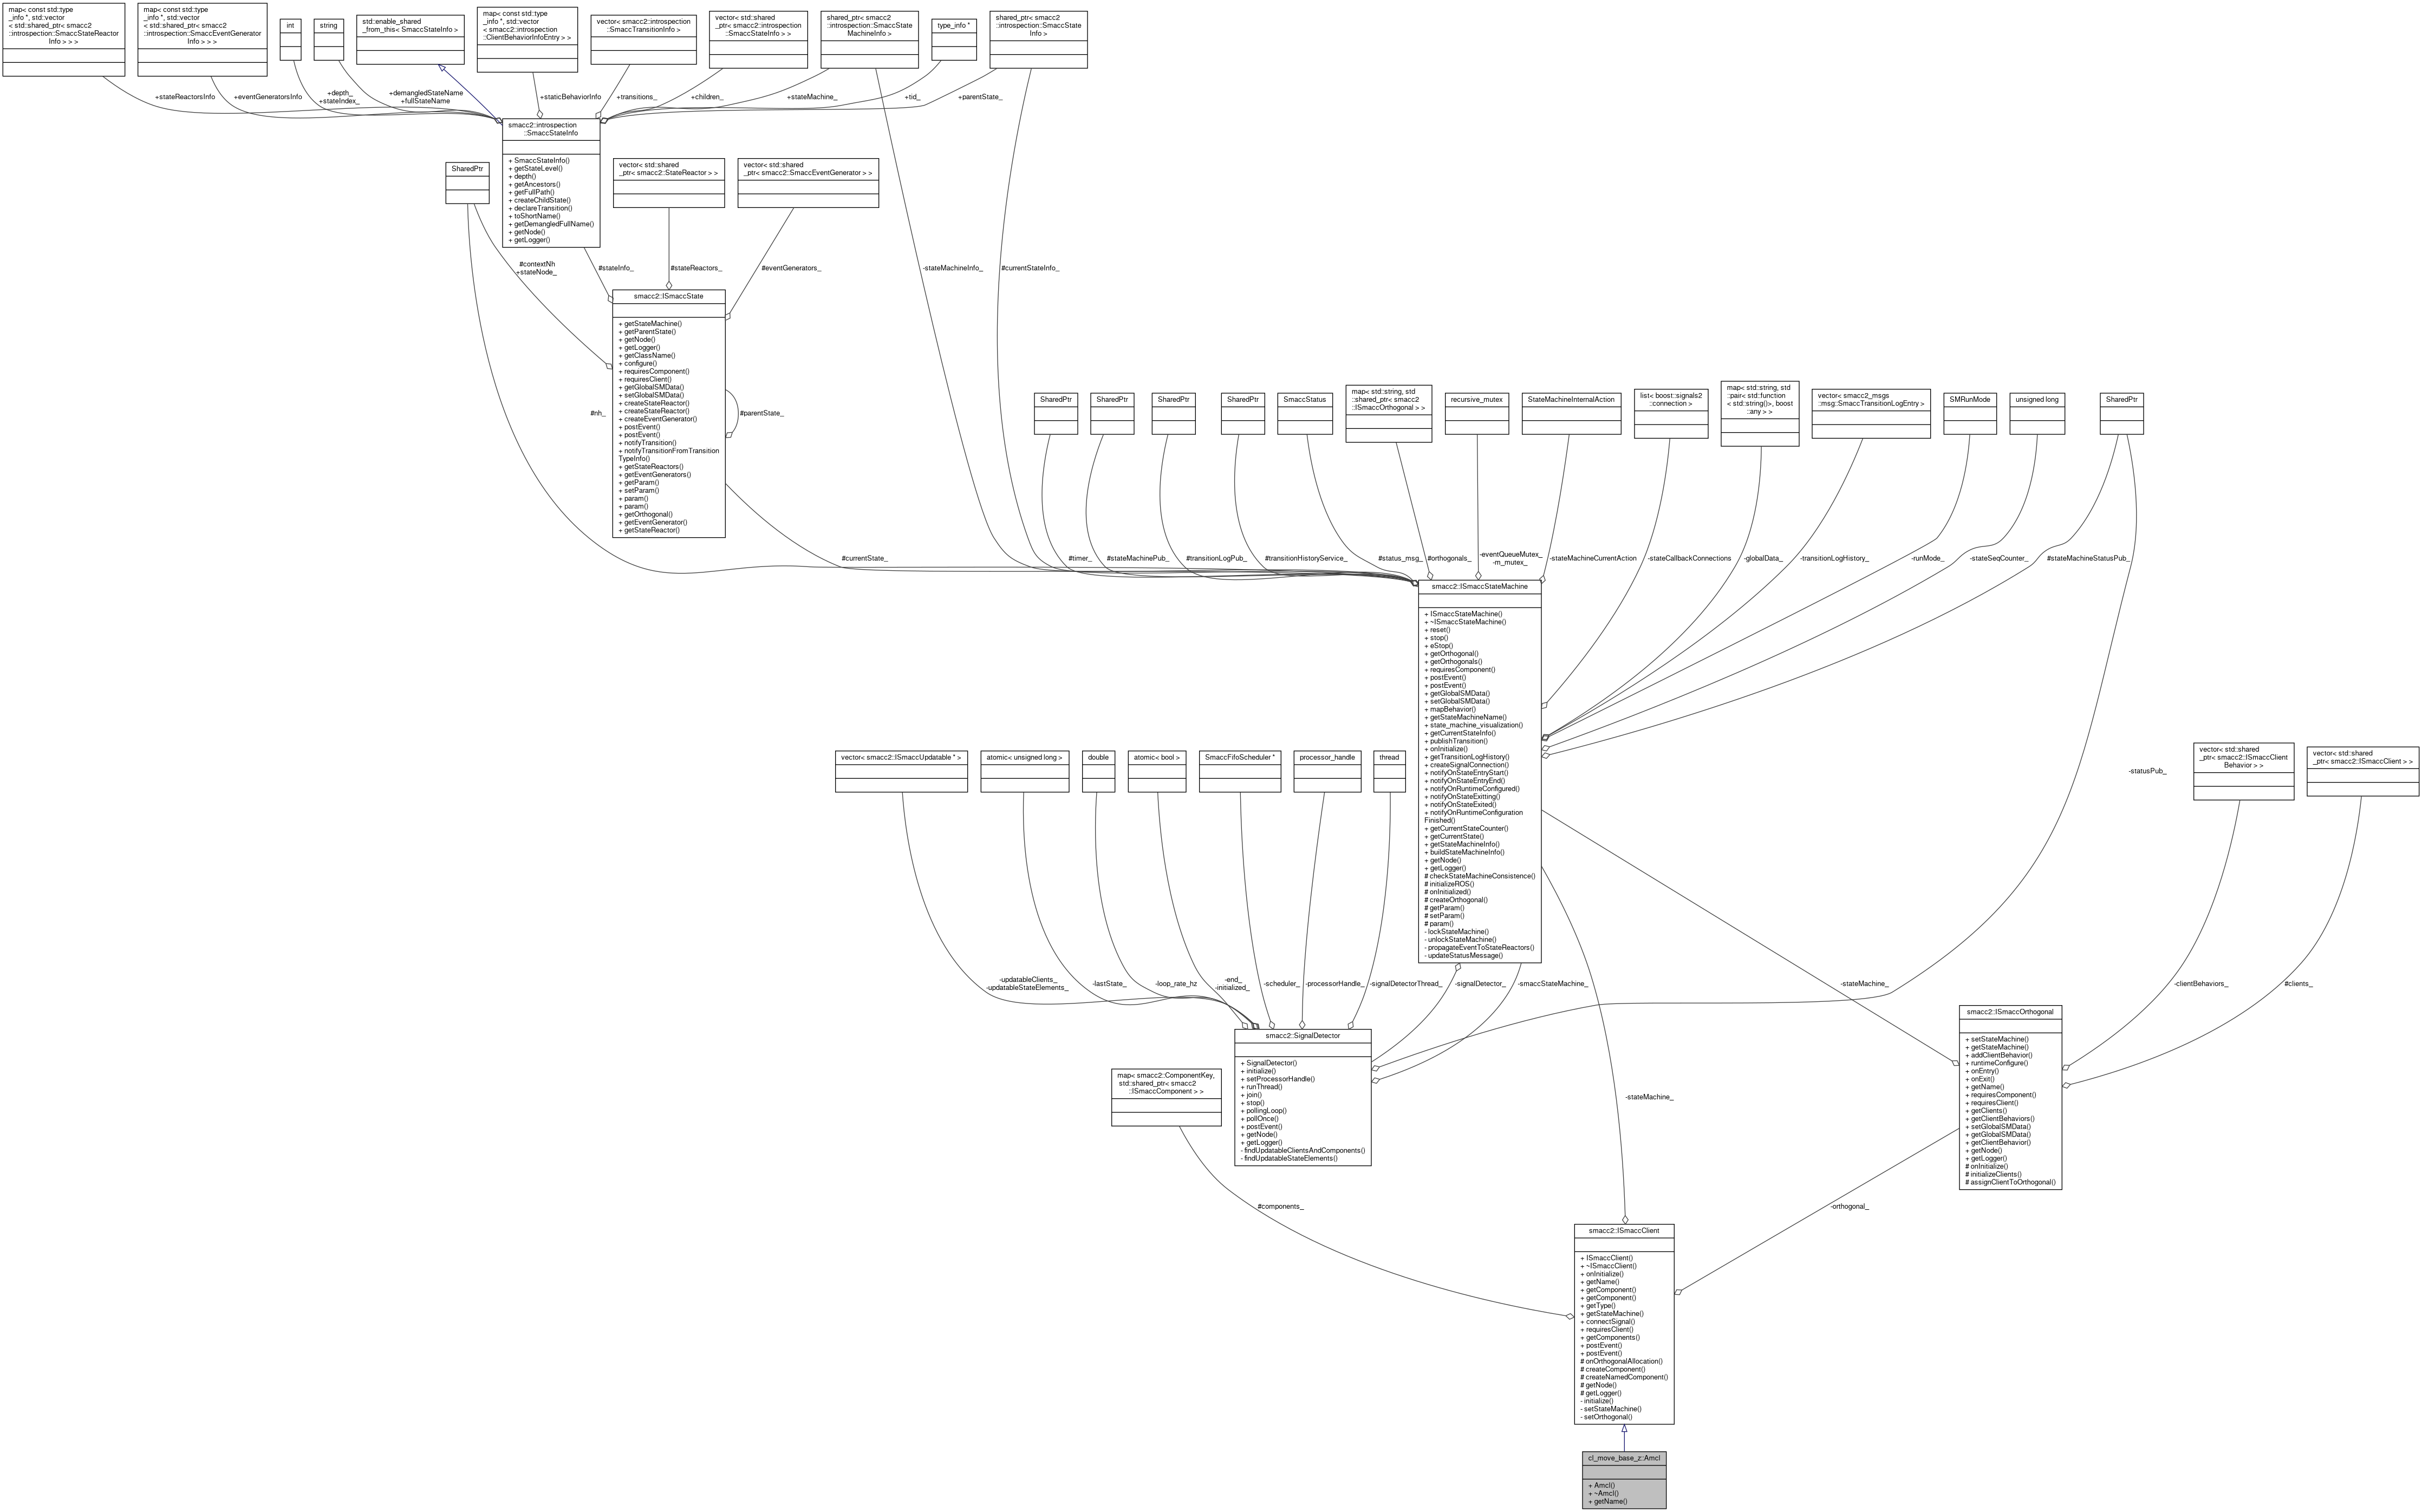 map< const std::type
_info *, std::vector
< std::shared_ptr< smacc2
::introspection::SmaccStateReactor
Info > > >
map< const std::type
_info *, std::vector
< std::shared_ptr< smacc2
::introspection::SmaccEventGenerator
Info > > >
int
string
std::enable_shared
_from_this< SmaccStateInfo >
map< const std::type
_info *, std::vector
< smacc2::introspection
::ClientBehaviorInfoEntry > >
vector< smacc2::introspection
::SmaccTransitionInfo >
vector< std::shared
_ptr< smacc2::introspection
::SmaccStateInfo > >
shared_ptr< smacc2
::introspection::SmaccState
MachineInfo >
type_info *
shared_ptr< smacc2
::introspection::SmaccState
Info >
+stateReactorsInfo
+eventGeneratorsInfo
+depth_
+stateIndex_
+demangledStateName
+fullStateName
+staticBehaviorInfo
+transitions_
+children_
+stateMachine_
+tid_
+parentState_
smacc2::introspection
::SmaccStateInfo
+ SmaccStateInfo()
+ getStateLevel()
+ depth()
+ getAncestors()
+ getFullPath()
+ createChildState()
+ declareTransition()
+ toShortName()
+ getDemangledFullName()
+ getNode()
+ getLogger()
SharedPtr
vector< std::shared
_ptr< smacc2::StateReactor > >
vector< std::shared
_ptr< smacc2::SmaccEventGenerator > >
#contextNh
+stateNode_
#stateInfo_
#stateReactors_
#eventGenerators_
-stateMachineInfo_
#currentStateInfo_
smacc2::ISmaccState
+ getStateMachine()
+ getParentState()
+ getNode()
+ getLogger()
+ getClassName()
+ configure()
+ requiresComponent()
+ requiresClient()
+ getGlobalSMData()
+ setGlobalSMData()
+ createStateReactor()
+ createStateReactor()
+ createEventGenerator()
+ postEvent()
+ postEvent()
+ notifyTransition()
+ notifyTransitionFromTransition
TypeInfo()
+ getStateReactors()
+ getEventGenerators()
+ getParam()
+ setParam()
+ param()
+ param()
+ getOrthogonal()
+ getEventGenerator()
+ getStateReactor()
#nh_
#parentState_
#currentState_
SharedPtr
SharedPtr
SharedPtr
SharedPtr
SmaccStatus
map< std::string, std
::shared_ptr< smacc2
::ISmaccOrthogonal > >
recursive_mutex
StateMachineInternalAction
list< boost::signals2
::connection >
map< std::string, std
::pair< std::function
< std::string()>, boost
::any > >
vector< smacc2_msgs
::msg::SmaccTransitionLogEntry >
SMRunMode
unsigned long
SharedPtr
#timer_
#stateMachinePub_
#transitionLogPub_
#transitionHistoryService_
#status_msg_
#orthogonals_
-eventQueueMutex_
-m_mutex_
-stateMachineCurrentAction
-stateCallbackConnections
-globalData_
-transitionLogHistory_
-runMode_
-stateSeqCounter_
#stateMachineStatusPub_
smacc2::ISmaccStateMachine
+ ISmaccStateMachine()
+ ~ISmaccStateMachine()
+ reset()
+ stop()
+ eStop()
+ getOrthogonal()
+ getOrthogonals()
+ requiresComponent()
+ postEvent()
+ postEvent()
+ getGlobalSMData()
+ setGlobalSMData()
+ mapBehavior()
+ getStateMachineName()
+ state_machine_visualization()
+ getCurrentStateInfo()
+ publishTransition()
+ onInitialize()
+ getTransitionLogHistory()
+ createSignalConnection()
+ notifyOnStateEntryStart()
+ notifyOnStateEntryEnd()
+ notifyOnRuntimeConfigured()
+ notifyOnStateExitting()
+ notifyOnStateExited()
+ notifyOnRuntimeConfiguration
Finished()
+ getCurrentStateCounter()
+ getCurrentState()
+ getStateMachineInfo()
+ buildStateMachineInfo()
+ getNode()
+ getLogger()
# checkStateMachineConsistence()
# initializeROS()
# onInitialized()
# createOrthogonal()
# getParam()
# setParam()
# param()
- lockStateMachine()
- unlockStateMachine()
- propagateEventToStateReactors()
- updateStatusMessage()
-statusPub_
vector< smacc2::ISmaccUpdatable * >
atomic< unsigned long >
double
atomic< bool >
SmaccFifoScheduler *
processor_handle
thread
vector< std::shared
_ptr< smacc2::ISmaccClient
Behavior > >
vector< std::shared
_ptr< smacc2::ISmaccClient > >
-updatableClients_
-updatableStateElements_
-lastState_
-loop_rate_hz
-end_
-initialized_
-scheduler_
-processorHandle_
-signalDetectorThread_
-signalDetector_
-smaccStateMachine_
-stateMachine_
-clientBehaviors_
#clients_
smacc2::SignalDetector
+ SignalDetector()
+ initialize()
+ setProcessorHandle()
+ runThread()
+ join()
+ stop()
+ pollingLoop()
+ pollOnce()
+ postEvent()
+ getNode()
+ getLogger()
- findUpdatableClientsAndComponents()
- findUpdatableStateElements()
smacc2::ISmaccOrthogonal
+ setStateMachine()
+ getStateMachine()
+ addClientBehavior()
+ runtimeConfigure()
+ onEntry()
+ onExit()
+ getName()
+ requiresComponent()
+ requiresClient()
+ getClients()
+ getClientBehaviors()
+ setGlobalSMData()
+ getGlobalSMData()
+ getClientBehavior()
+ getNode()
+ getLogger()
# onInitialize()
# initializeClients()
# assignClientToOrthogonal()
map< smacc2::ComponentKey,
std::shared_ptr< smacc2
::ISmaccComponent > >
-stateMachine_
#components_
-orthogonal_
smacc2::ISmaccClient
+ ISmaccClient()
+ ~ISmaccClient()
+ onInitialize()
+ getName()
+ getComponent()
+ getComponent()
+ getType()
+ getStateMachine()
+ connectSignal()
+ requiresClient()
+ getComponents()
+ postEvent()
+ postEvent()
# onOrthogonalAllocation()
# createComponent()
# createNamedComponent()
# getNode()
# getLogger()
- initialize()
- setStateMachine()
- setOrthogonal()
cl_move_base_z::Amcl
+ Amcl()
+ ~Amcl()
+ getName()